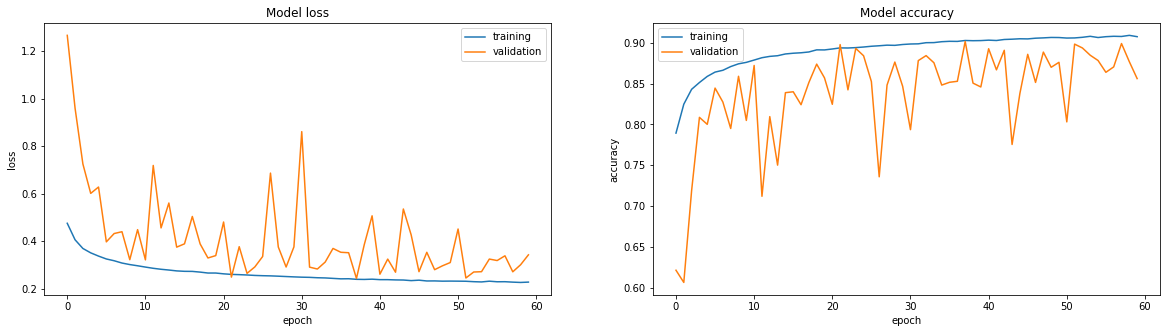 Model loss
training
validation
loss
1.2
1.0
0.8
0.6
0.4
0.2
0 10 20 30 40 50 60
epoch
Model accuracy
training
validation
accuracy
0.90
0.85
0.80
0.75
0.70
0.65
0.60
0 10 20 30 40 50 60
epoch